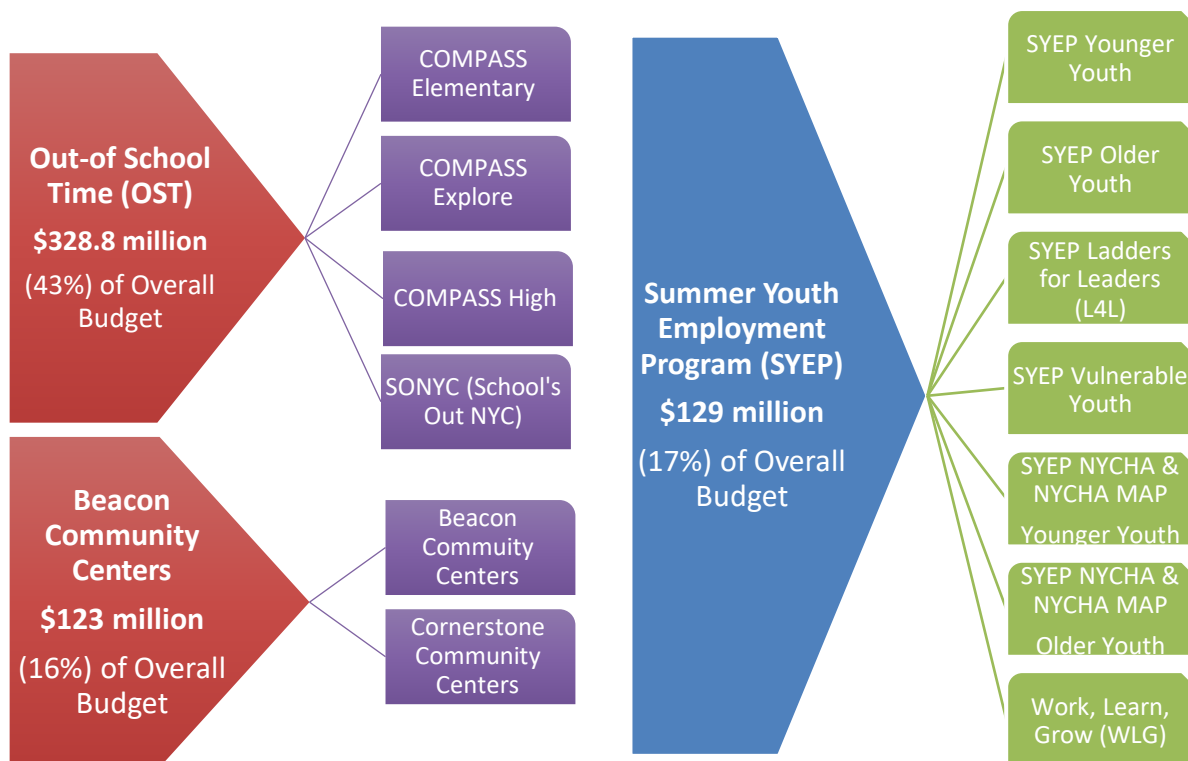 Out-of School
Time (OST)
$328.8 million
(43%) of Overall
Budget
COMPASS
Elementary
COMPASS
Explore
COMPASS High
SONYC (School's
Out NYC)
Beacon
Community
Centers
$123 million
(16%) of Overall
Budget
Beacon
Commuity
Centers
Cornerstone
Community
Centers
Summer Youth
Employment
Program (SYEP)
$129 million
(17%) of Overall
Budget
SYEP Younger
Youth
SYEP Older
Youth
SYEP Ladders
for Leaders
(L4L)
SYEP Vulnerable
Youth
SYEP NYCHA &
NYCHA MAP
Younger Youth
SYEP NYCHA &
NYCHA MAP
Older Youth
Work, Learn,
Grow (WLG)